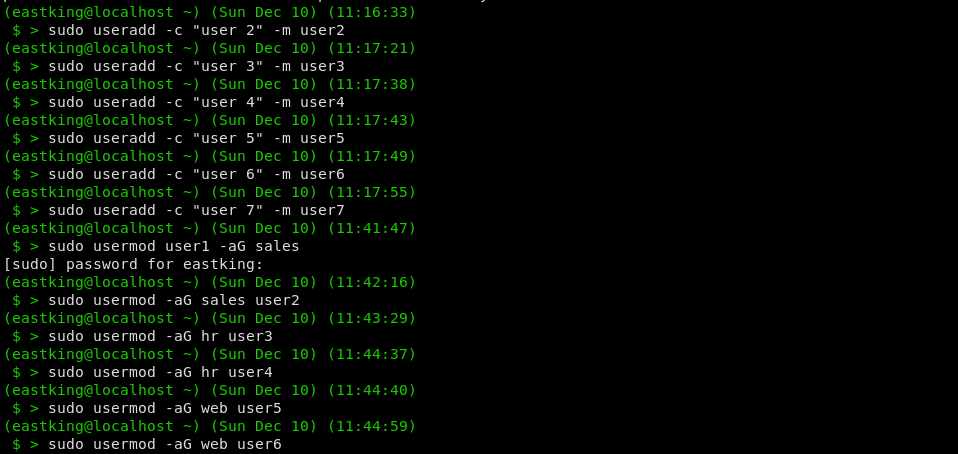 (eastking@localhost ~) (Sun Dec 10) (11:16:33)
$ > sudo useradd -c "user 2" -m user2
(eastking@localhost ~) (Sun Dec 10) (11:17:21)
$ > sudo useradd -c "user 3" -m user3
(eastking@localhost ~) (Sun Dec 10) (11:17:38)
$ > sudo useradd -c "user 4" -m user4
(eastking@localhost ~) (Sun Dec 10) (11:17:43)
$ > sudo useradd -c "user 5" -m user5
(eastking@localhost ~) (Sun Dec 10) (11:17:49)
$ > sudo useradd -c "user 6" -m user6
(eastking@localhost ~) (Sun Dec 10) (11:17:55)
$ > sudo useradd -c "user 7" -m user7
(eastking@localhost ~) (Sun Dec 10) (11:41:47)
$ > sudo usermod user1 -aG sales
[sudo] password for eastking:
(eastking@localhost ~) (Sun Dec 10) (11:42:16)
$ > sudo usermod -aG sales user2
(eastking@localhost ~) (Sun Dec 10) (11:43:29)
$ > sudo usermod -aG hr user3
(eastking@localhost ~) (Sun Dec 10) (11:44:37)
$ > sudo usermod -aG hr user4
(eastking@localhost ~) (Sun Dec 10) (11:44:40)
$ > sudo usermod -aG web user5
(eastking@localhost ~) (Sun Dec 10) (11:44:59)
$ > sudo usermod -aG web user6